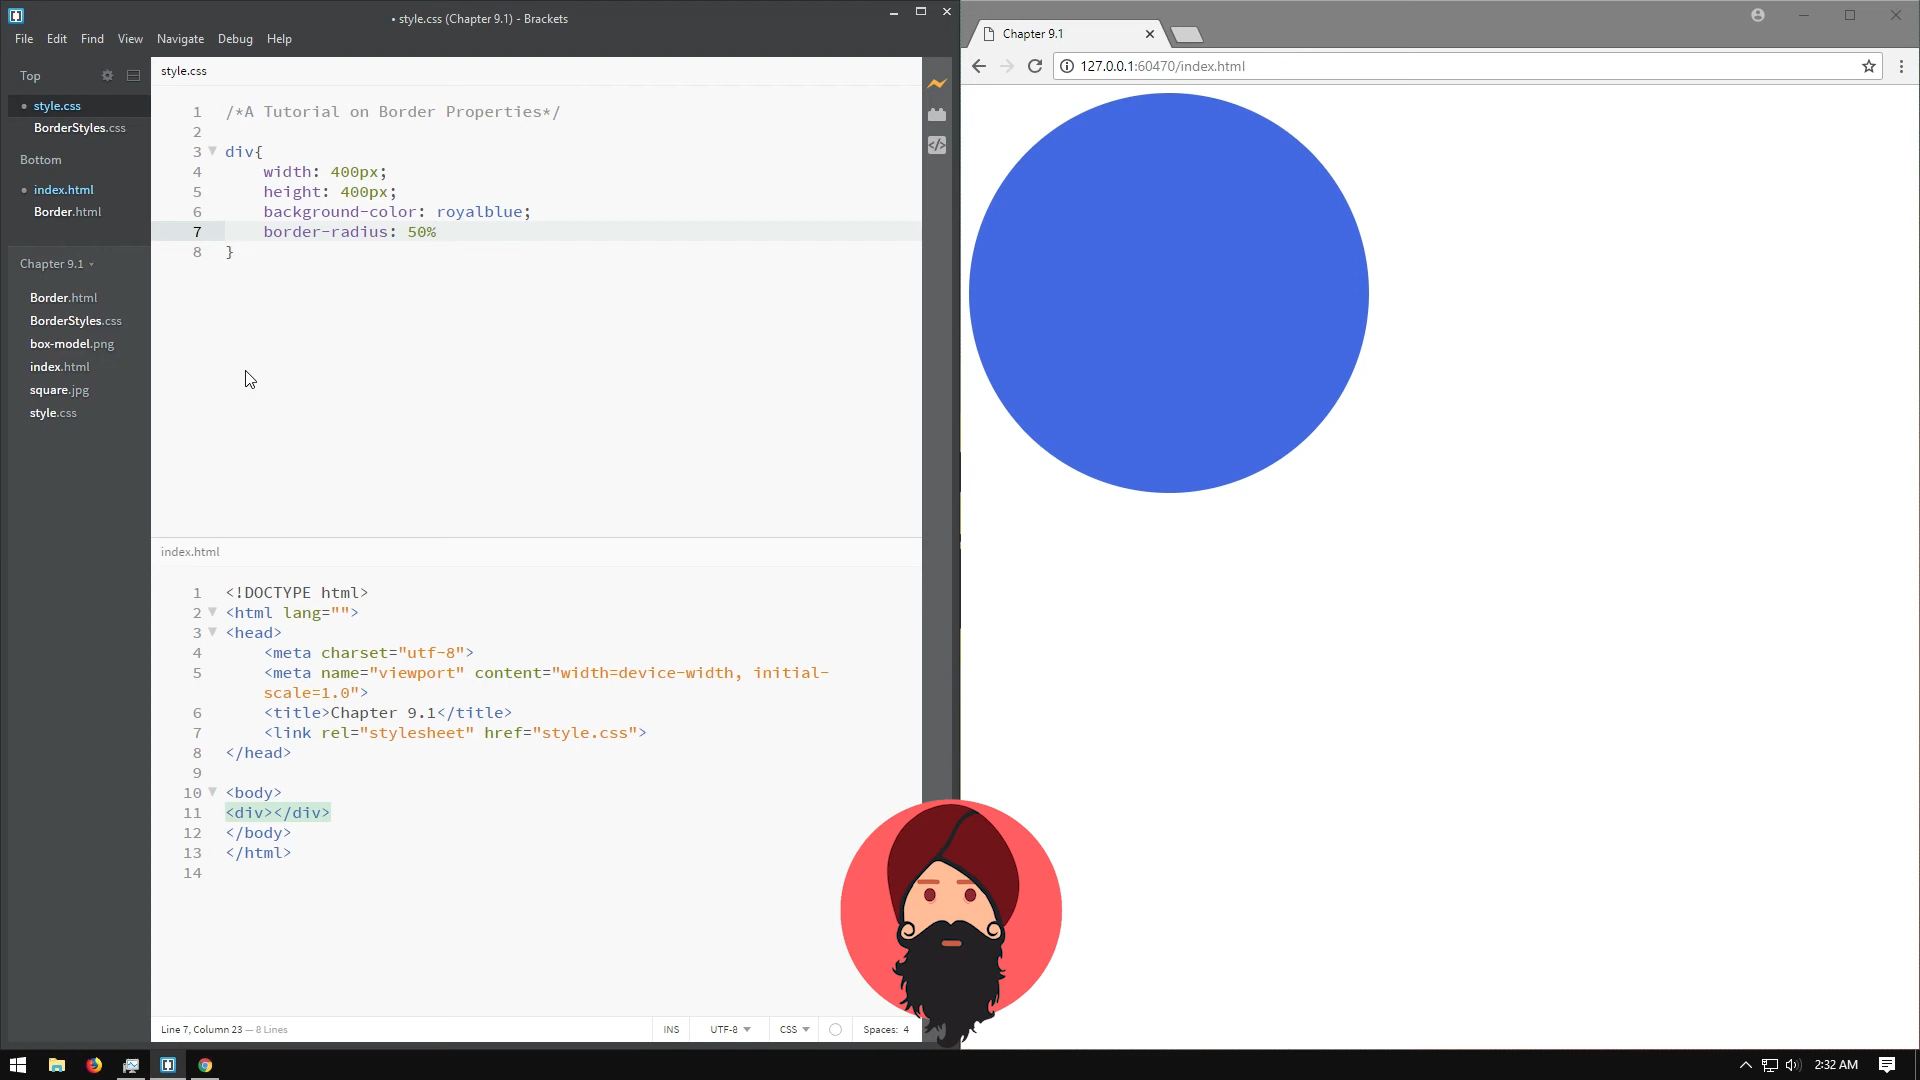 • style.css (Chapter 9.1) - Brackets
File Edit Find View Navigate Debug Help
Top
• style.css
BorderStyles.css
Bottom
• index.html
Border.html
Chapter 9.1
Border.html
BorderStyles.css
box-model.png
index.html
square.jpg
style.css
style.css
1 /*A Tutorial on Border Properties*/
2
3 div{
4 width: 400px;
5 height: 400px;
6 background-color: royalblue;
7 border-radius: 50%
8 }
index.html
1 <!DOCTYPE html>
2 <html lang="">
3 <head>
4 <meta charset="utf-8">
5 <meta name="viewport" content="width=device-width, initial-
scale=1.0">
6 <title>Chapter 9.1</title>
7 <link rel="stylesheet" href="style.css">
8 </head>
9
10 <body>
11 <div></div>
12 </body>
13 </html>
14
Line 7, Column 23 — 8 Lines
INS UTF-8 CSS Spaces: 4
Chapter 9.1
127.0.0.1:60470/index.html
2:32 AM